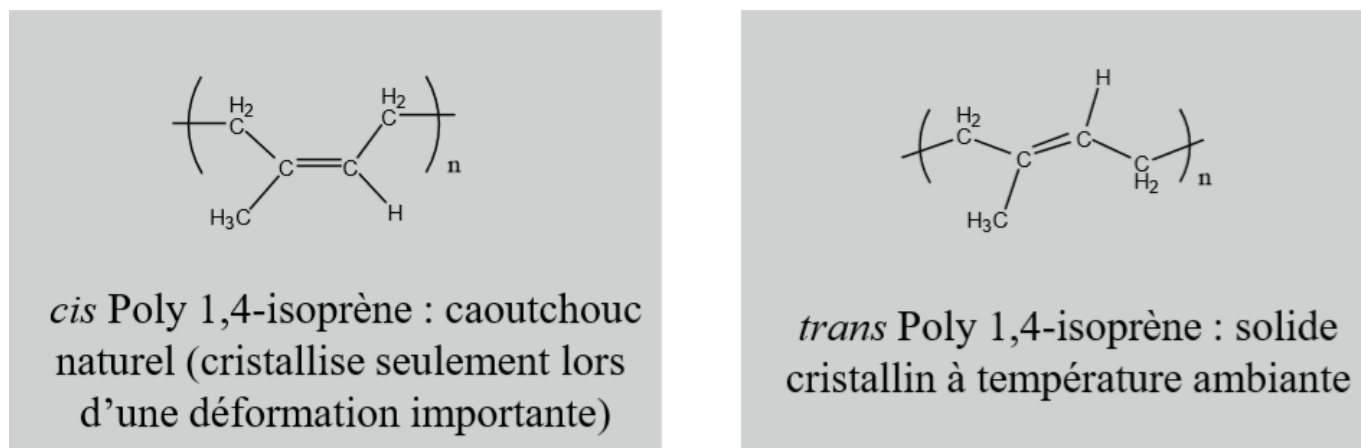 H2
C
H2
C
C
C
n
H3C
H
cis Poly 1,4-isoprène : caoutchouc
naturel (cristallise seulement lors
d’une déformation importante)
H
H2
C
C
C
C
H2
n
H3C
trans Poly 1,4-isoprène : solide
cristallin à température ambiante